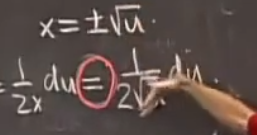 x = ±√u.
= 1/2x du = 1/2√ du.